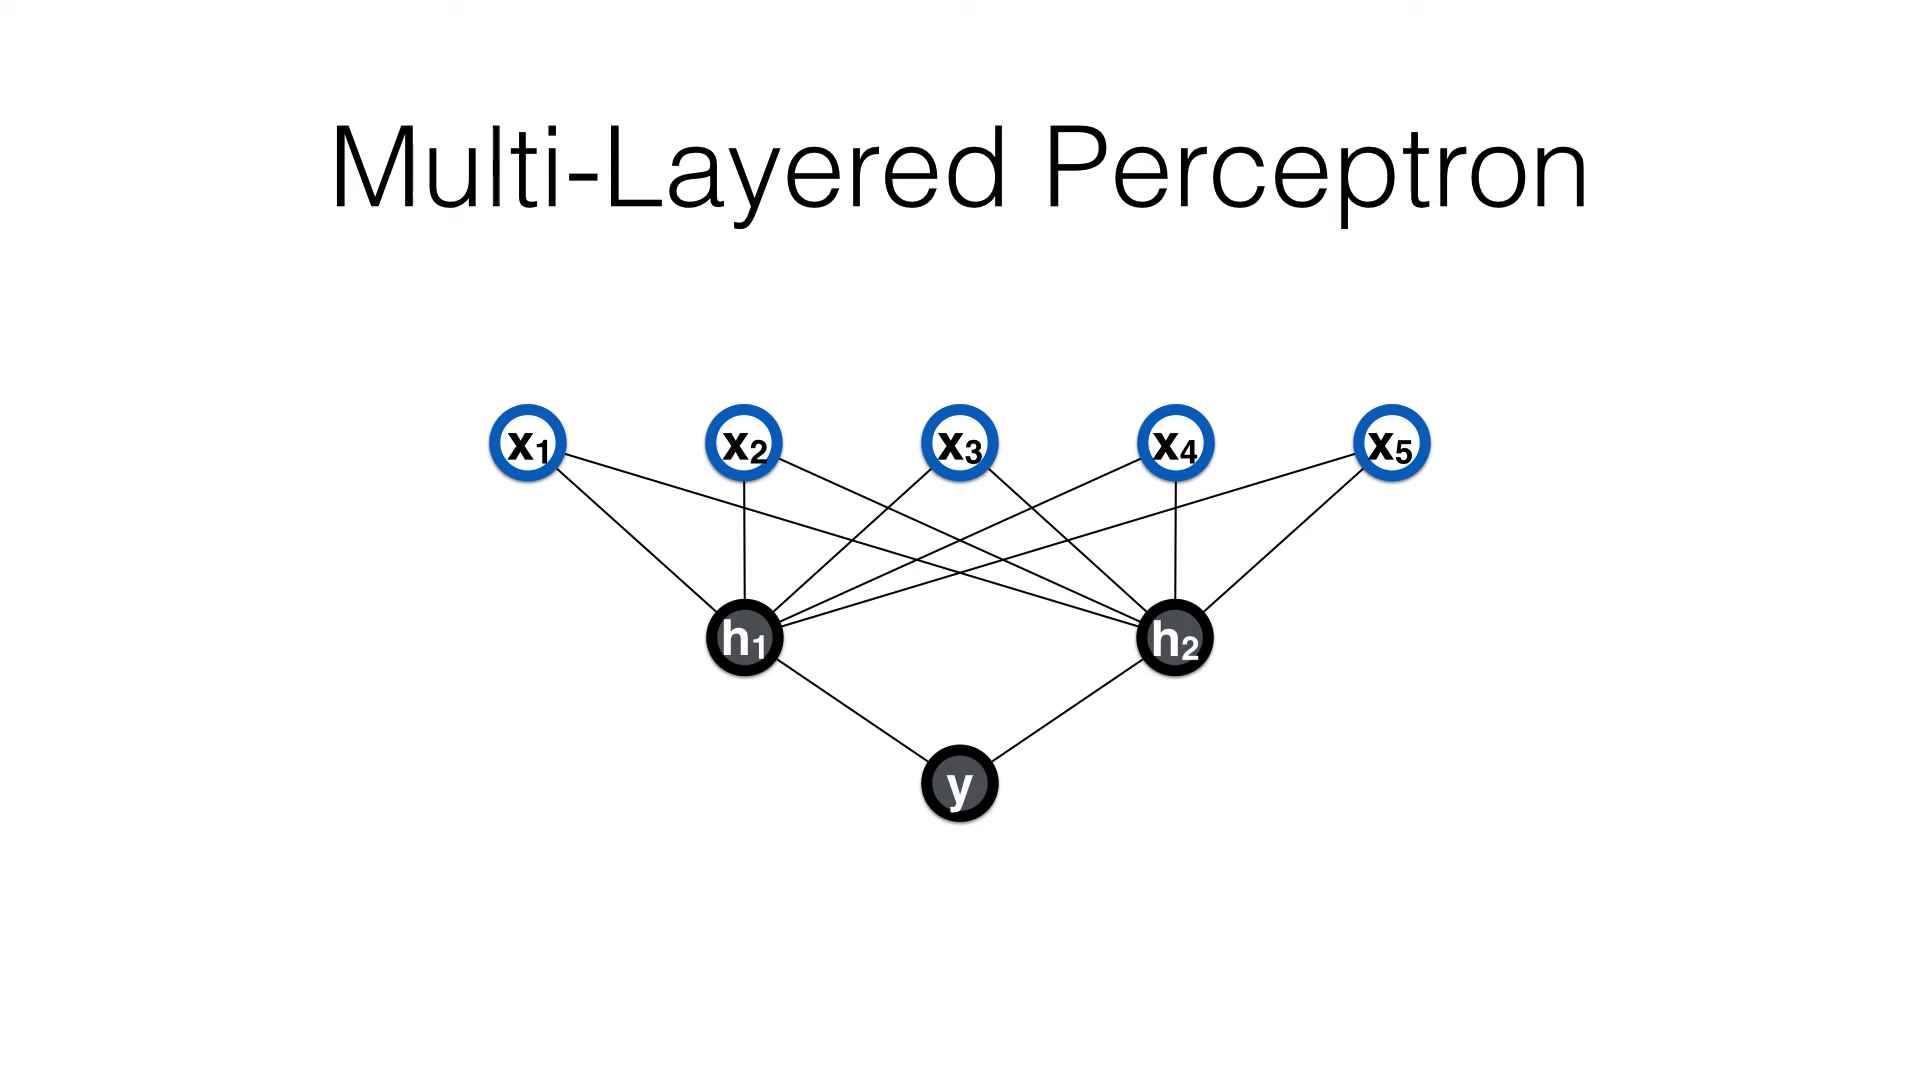 Multi-Layered Perceptron
x₁ x₂ x₃ x₄ x₅
h₁ h₂
y